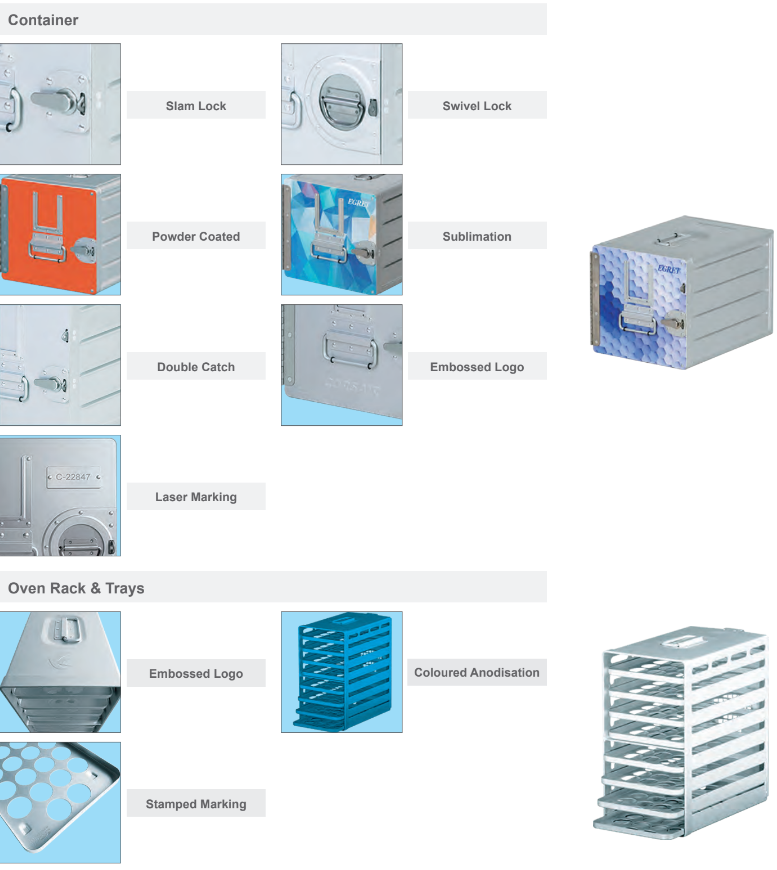 Container
Slam Lock
Swivel Lock
Powder Coated
EGRET
Sublimation
EGRET
Double Catch
Embossed Logo
C-22847
Laser Marking
Oven Rack & Trays
Embossed Logo
Coloured Anodisation
Stamped Marking